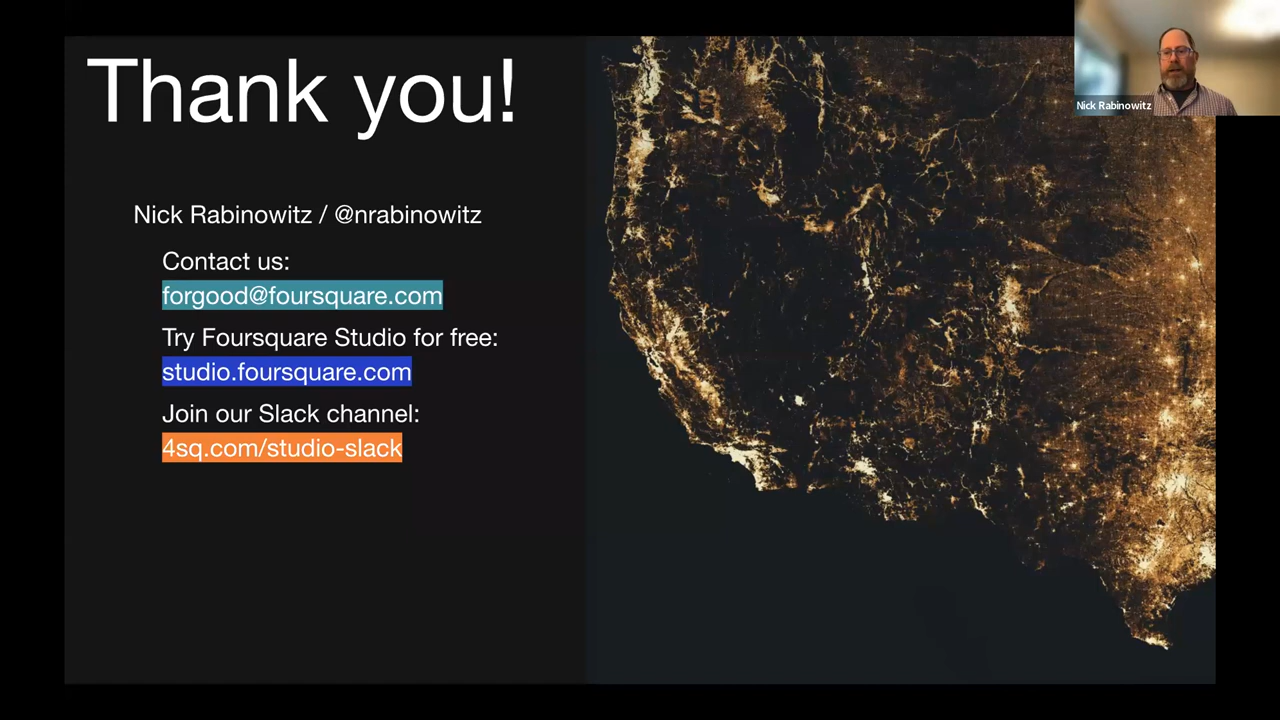 Thank you!
Nick Rabinowitz / @nrabinowitz
Contact us:
forgood@foursquare.com
Try Foursquare Studio for free:
studio.foursquare.com
Join our Slack channel:
4sq.com/studio-slack
Nick Rabinowitz